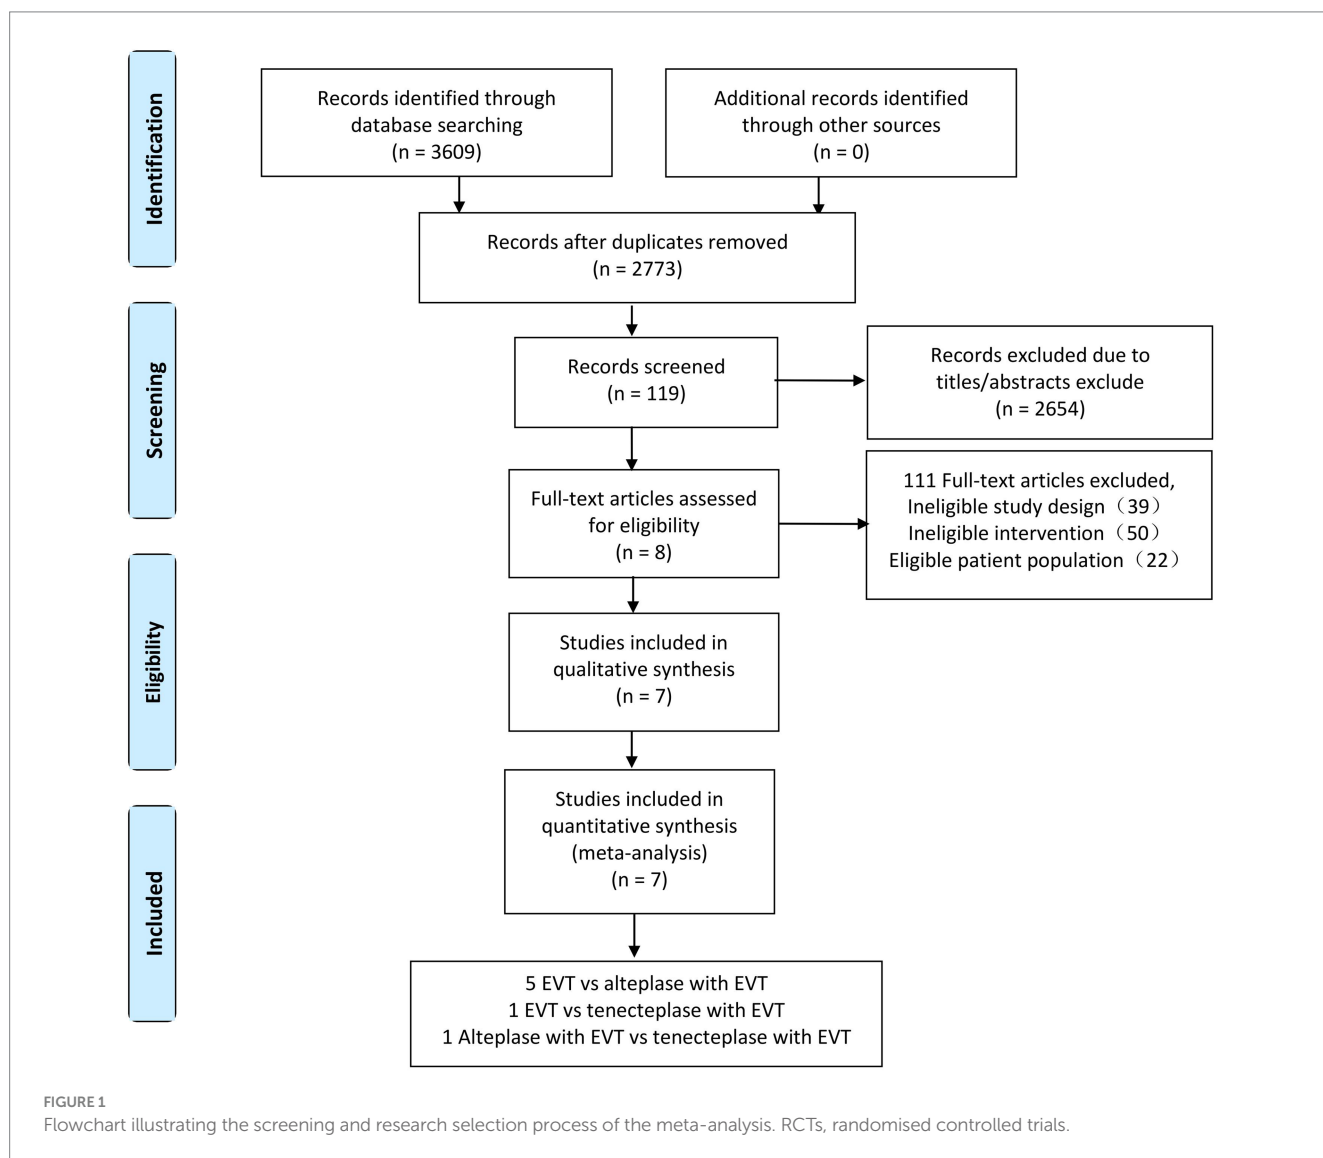 Identification
Records identified through
database searching
(n = 3609)
Additional records identified
through other sources
(n = 0)
Records after duplicates removed
(n = 2773)
Screening
Records screened
(n = 119)
Records excluded due to
titles/abstracts exclude
(n = 2654)
Full-text articles assessed
for eligibility
(n = 8)
111 Full-text articles excluded,
Ineligible study design（39）
Ineligible intervention（50）
Eligible patient population（22）
Eligibility
Studies included in
qualitative synthesis
(n = 7)
Included
Studies included in
quantitative synthesis
(meta-analysis)
(n = 7)
5 EVT vs alteplase with EVT
1 EVT vs tenecteplase with EVT
1 Alteplase with EVT vs tenecteplase with EVT
FIGURE 1
Flowchart illustrating the screening and research selection process of the meta-analysis. RCTs, randomised controlled trials.